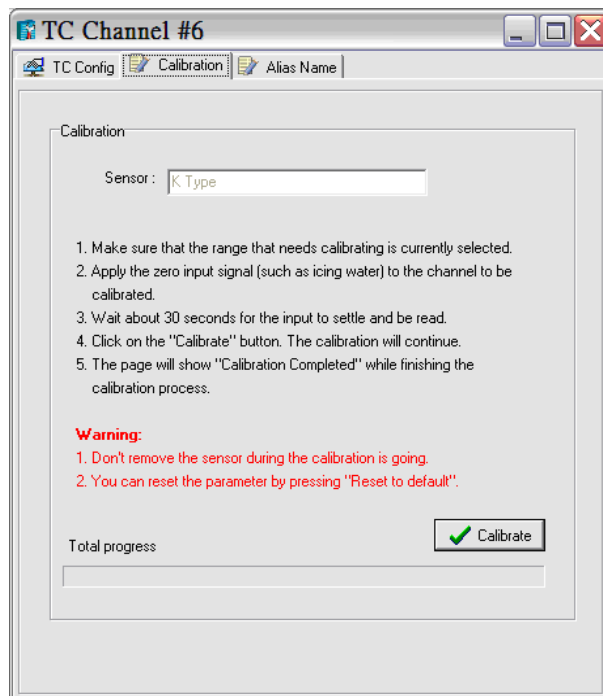 TC Channel #6
TC Config
Calibration
Alias Name
Calibration
Sensor :
K Type
1. Make sure that the range that needs calibrating is currently selected.
2. Apply the zero input signal (such as icing water) to the channel to be
calibrated.
3. Wait about 30 seconds for the input to settle and be read.
4. Click on the "Calibrate" button. The calibration will continue.
5. The page will show "Calibration Completed" while finishing the
calibration process.
Warning:
1. Don't remove the sensor during the calibration is going.
2. You can reset the parameter by pressing "Reset to default".
Calibrate
Total progress